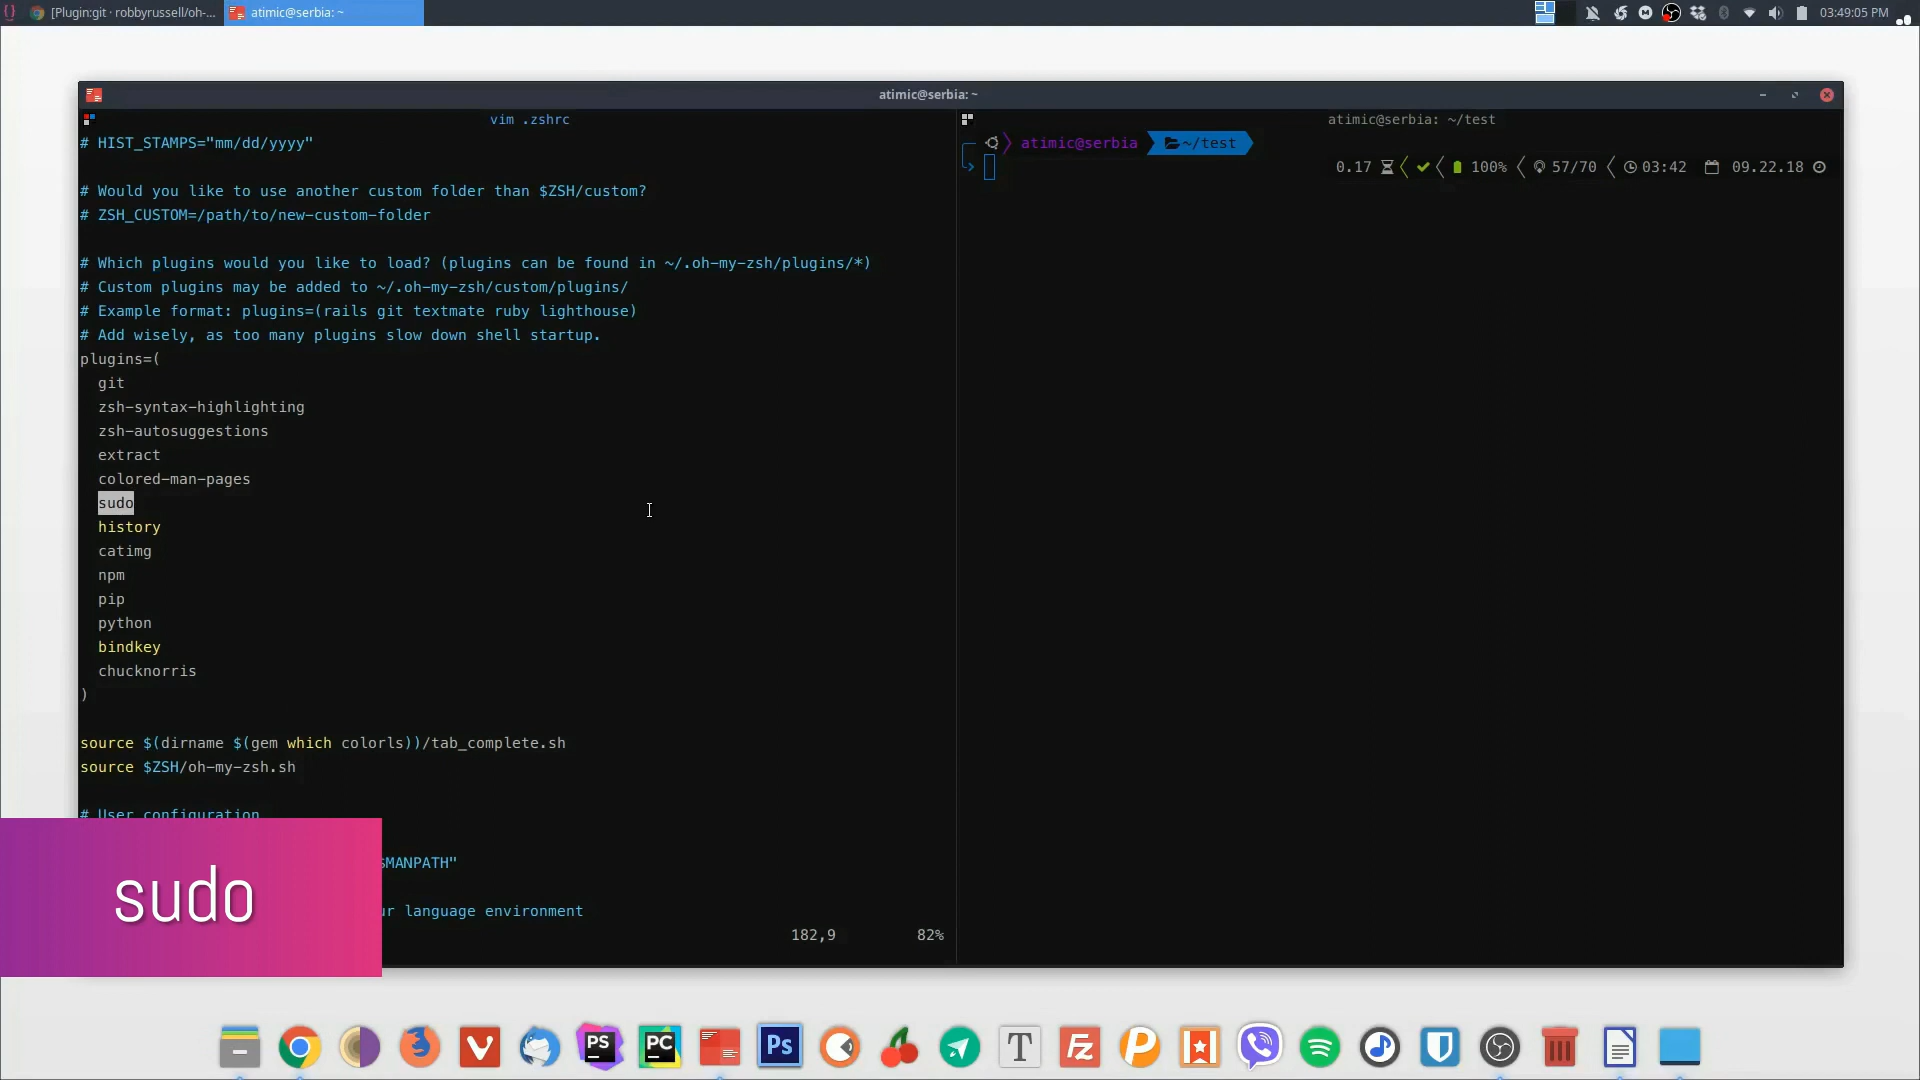 [Plugin:git · robbyrussell/oh-...
atimic@serbia: ~
03:49:05 PM
atimic@serbia: ~
vim .zshrc
# HIST_STAMPS="mm/dd/yyyy"
# Would you like to use another custom folder than $ZSH/custom?
# ZSH_CUSTOM=/path/to/new-custom-folder
# Which plugins would you like to load? (plugins can be found in ~/.oh-my-zsh/plugins/*)
# Custom plugins may be added to ~/.oh-my-zsh/custom/plugins/
# Example format: plugins=(rails git textmate ruby lighthouse)
# Add wisely, as too many plugins slow down shell startup.
plugins=(
git
zsh-syntax-highlighting
zsh-autosuggestions
extract
colored-man-pages
sudo
history
catimg
npm
pip
python
bindkey
chucknorris
)
source $(dirname $(gem which colorls))/tab_complete.sh
source $ZSH/oh-my-zsh.sh
# User configuration
$MANPATH"
ur language environment
182,9 82%
atimic@serbia: ~/test
atimic@serbia ~/test
0.17 100% 57/70 03:42 09.22.18
sudo
PS
PC
Ps
T
FZ
P